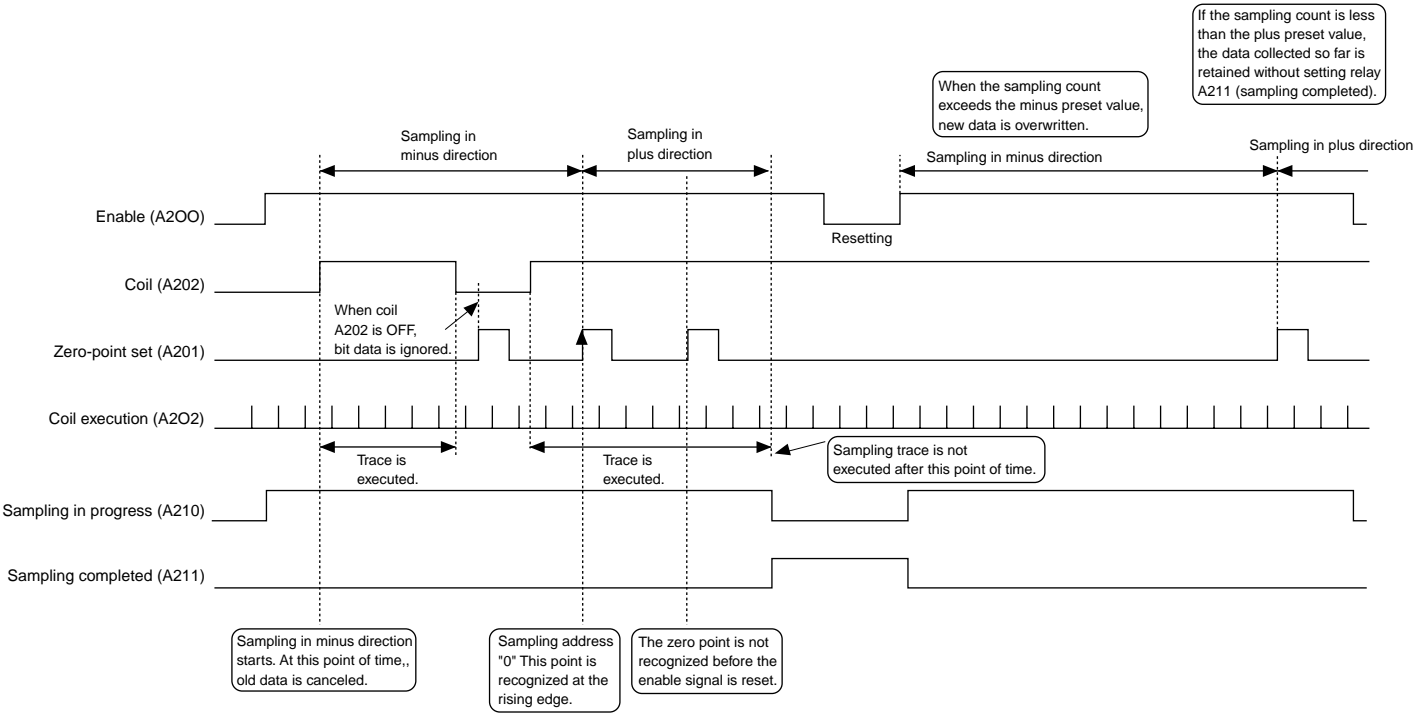 If the sampling count is less
than the plus preset value,
the data collected so far is
retained without setting relay
A211 (sampling completed).
When the sampling count
exceeds the minus preset value,
new data is overwritten.
Sampling in
minus direction
Sampling in
plus direction
Sampling in minus direction
Sampling in plus direction
Enable (A2OO)
Resetting
Coil (A202)
When coil
A202 is OFF,
bit data is ignored.
Zero-point set (A201)
Coil execution (A2O2)
Trace is
executed.
Trace is
executed.
Sampling trace is not
executed after this point of time.
Sampling in progress (A210)
Sampling completed (A211)
Sampling in minus direction
starts. At this point of time,,
old data is canceled.
Sampling address
"0" This point is
recognized at the
rising edge.
The zero point is not
recognized before the
enable signal is reset.